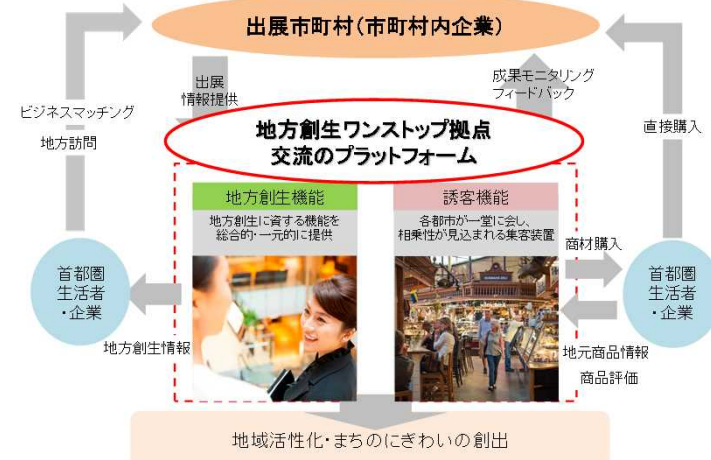 出展市町村(市町村内企業)
出展
情報提供
成果モニタリング
フィードバック
ビジネスマッチング
地方訪問
直接購入
地方創生ワンストップ拠点
交流のプラットフォーム
地方創生機能
地方創生に資する機能を
総合的・一元的に提供
誘客機能
各都市が一堂に会し、
相乗性が見込まれる集客装置
商材購入
首都圏
生活者
・企業
首都圏
生活者
・企業
地方創生情報
地元商品情報
商品評価
地域活性化・まちのにぎわいの創出